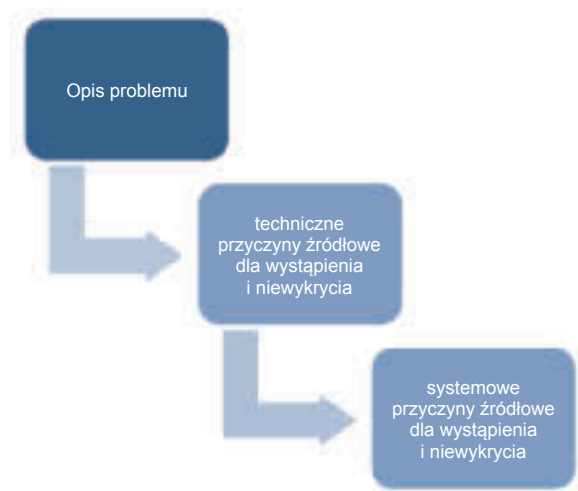 Opis problemu
techniczne
przyczyny źródłowe
dla wystąpienia
i niewykrycia
systemowe
przyczyny źródłowe
dla wystąpienia
i niewykrycia